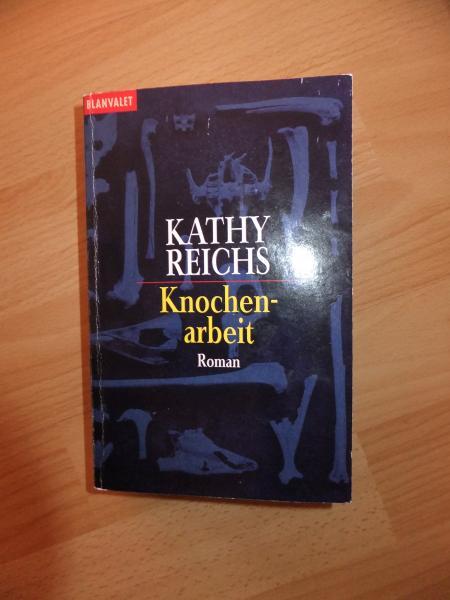 BLANVALET
KATHY
REICHS
Knochen-
arbeit
Roman